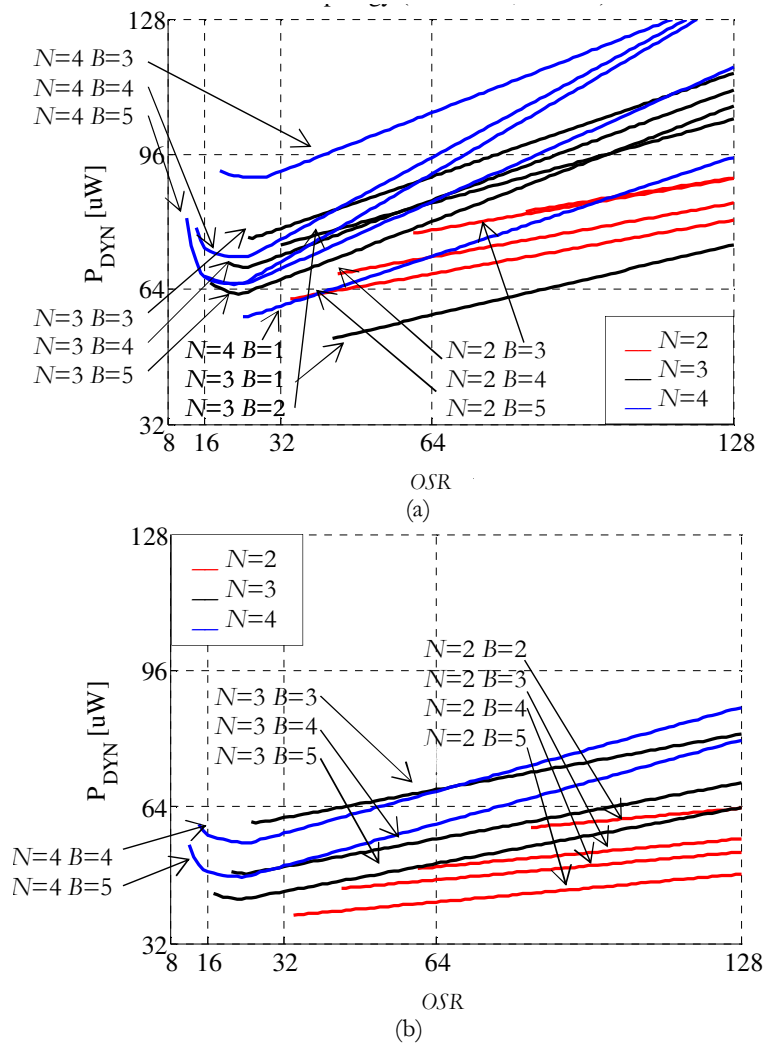 128
N=4 B=3
N=4 B=4
N=4 B=5
96
P_DYN [uW]
64
N=3 B=3
N=3 B=4
N=3 B=5
N=4 B=1
N=3 B=1
N=3 B=2
N=2 B=3
N=2 B=4
N=2 B=5
N=2
N=3
N=4
32
8 16 32 64 128
OSR
(a)
128
N=2
N=3
N=4
N=2 B=2
N=2 B=3
N=2 B=4
N=2 B=5
96
P_DYN [uW]
N=3 B=3
N=3 B=4
N=3 B=5
64
N=4 B=4
N=4 B=5
32
8 16 32 64 128
OSR
(b)